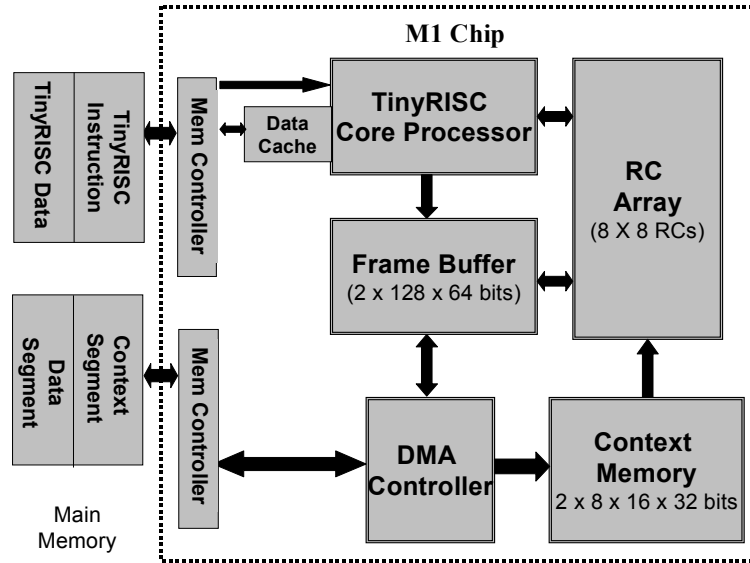 M1 Chip
TinyRISC
Instruction
TinyRISC Data
Mem Controller
Data
Cache
TinyRISC
Core Processor
RC
Array
(8 X 8 RCs)
Frame Buffer
(2 x 128 x 64 bits)
Context
Segment
Data
Segment
Mem Controller
DMA
Controller
Context
Memory
2 x 8 x 16 x 32 bits
Main
Memory